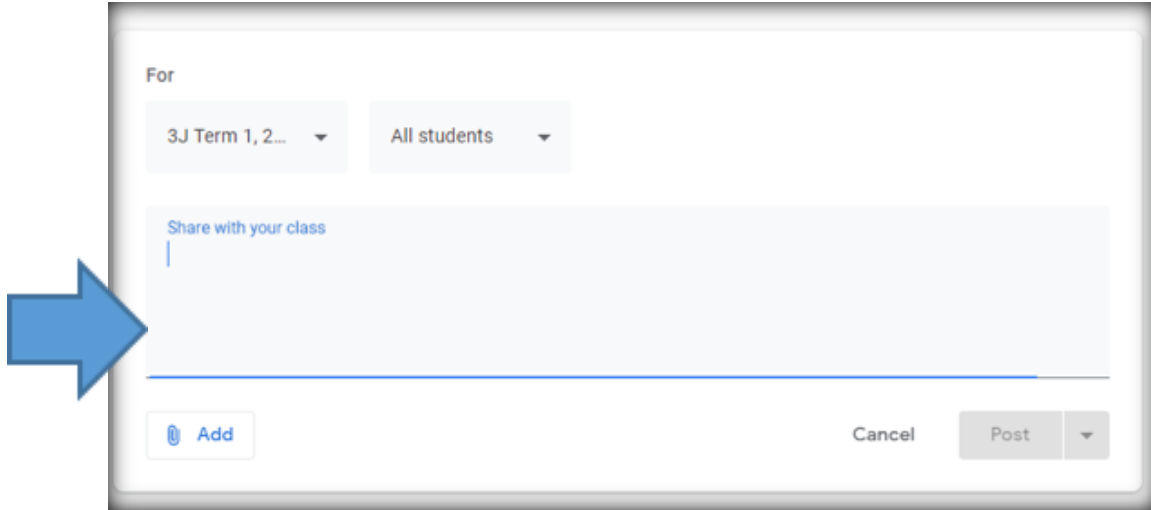 For
3J Term 1, 2... All students
Share with your class
Add Cancel Post